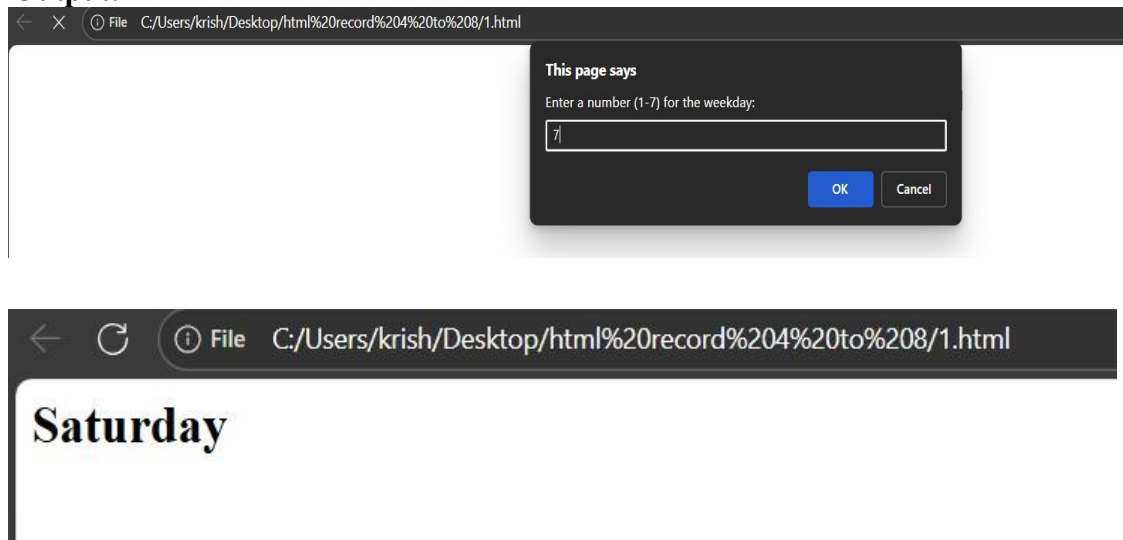 File C:/Users/krish/Desktop/html%20record%204%20to%208/1.html
This page says
Enter a number (1-7) for the weekday:
7
OK Cancel
File C:/Users/krish/Desktop/html%20record%204%20to%208/1.html
Saturday